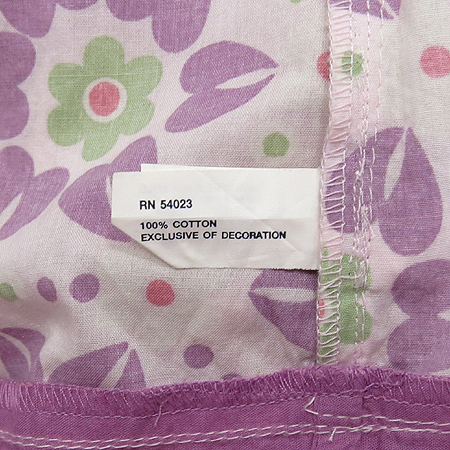 RN 54023
100% COTTON
EXCLUSIVE OF DECORATION